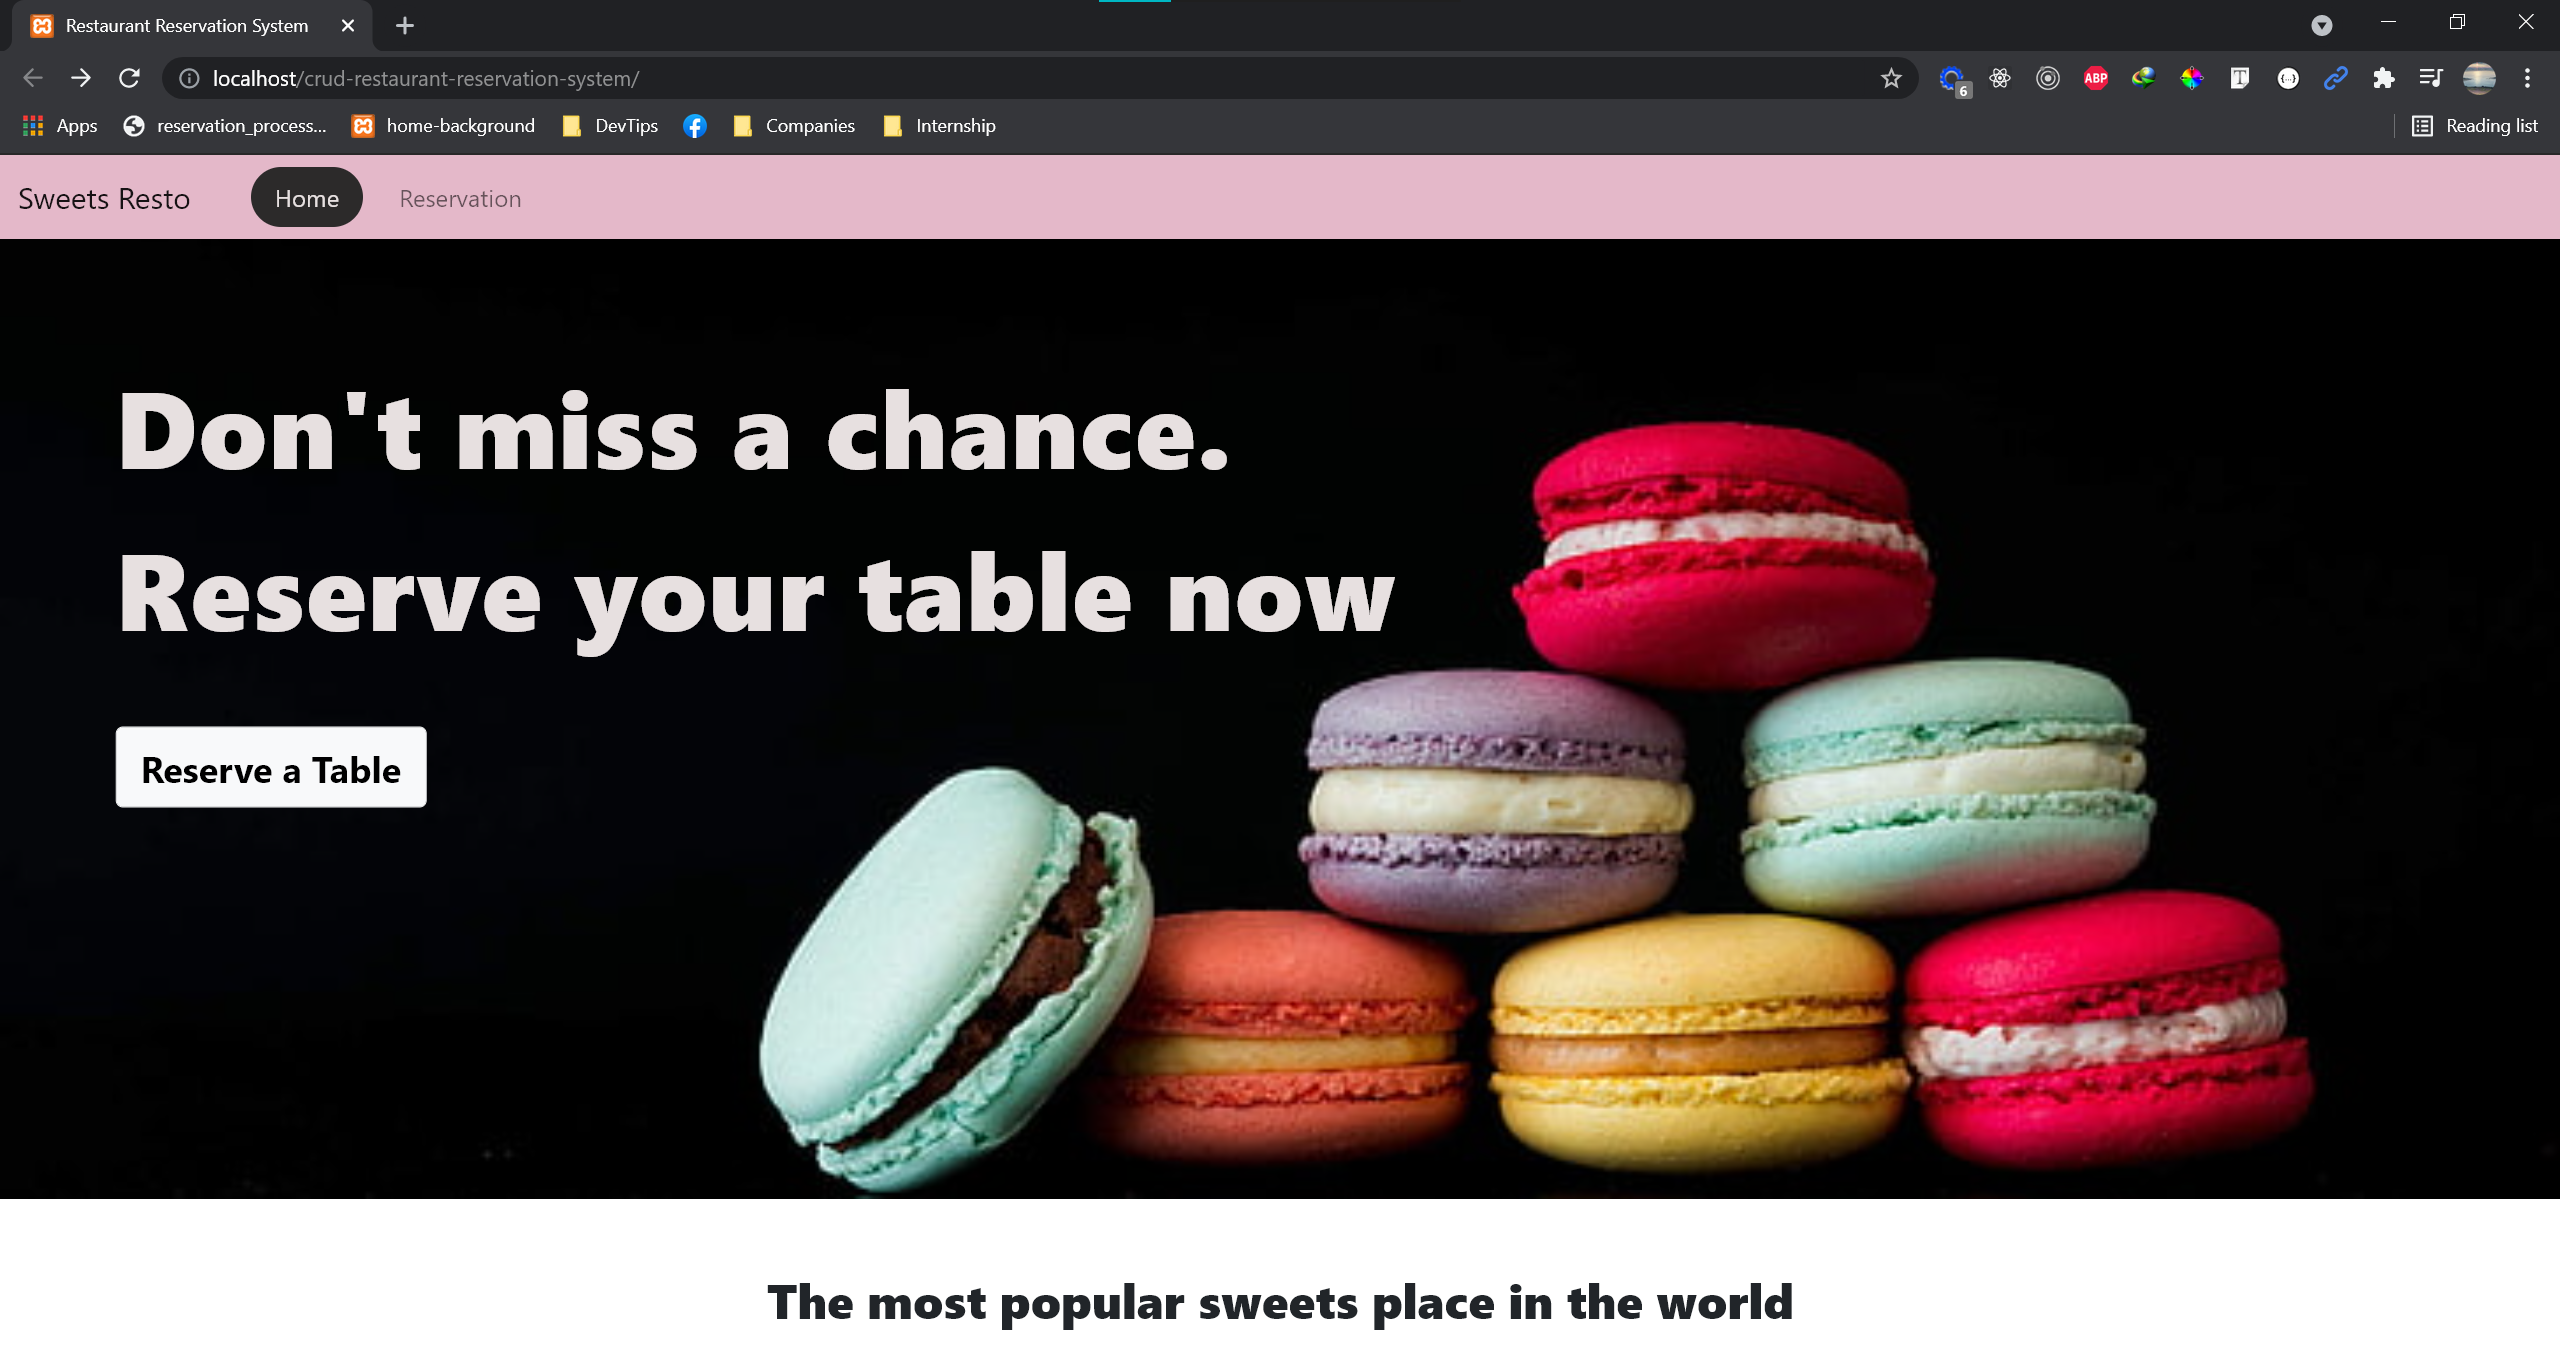 Restaurant Reservation System
localhost/crud-restaurant-reservation-system/
6
ABP
T
Apps
reservation_process...
home-background
DevTips
Companies
Internship
Reading list
Sweets Resto
Home
Reservation
Don't miss a chance.
Reserve your table now
Reserve a Table
The most popular sweets place in the world